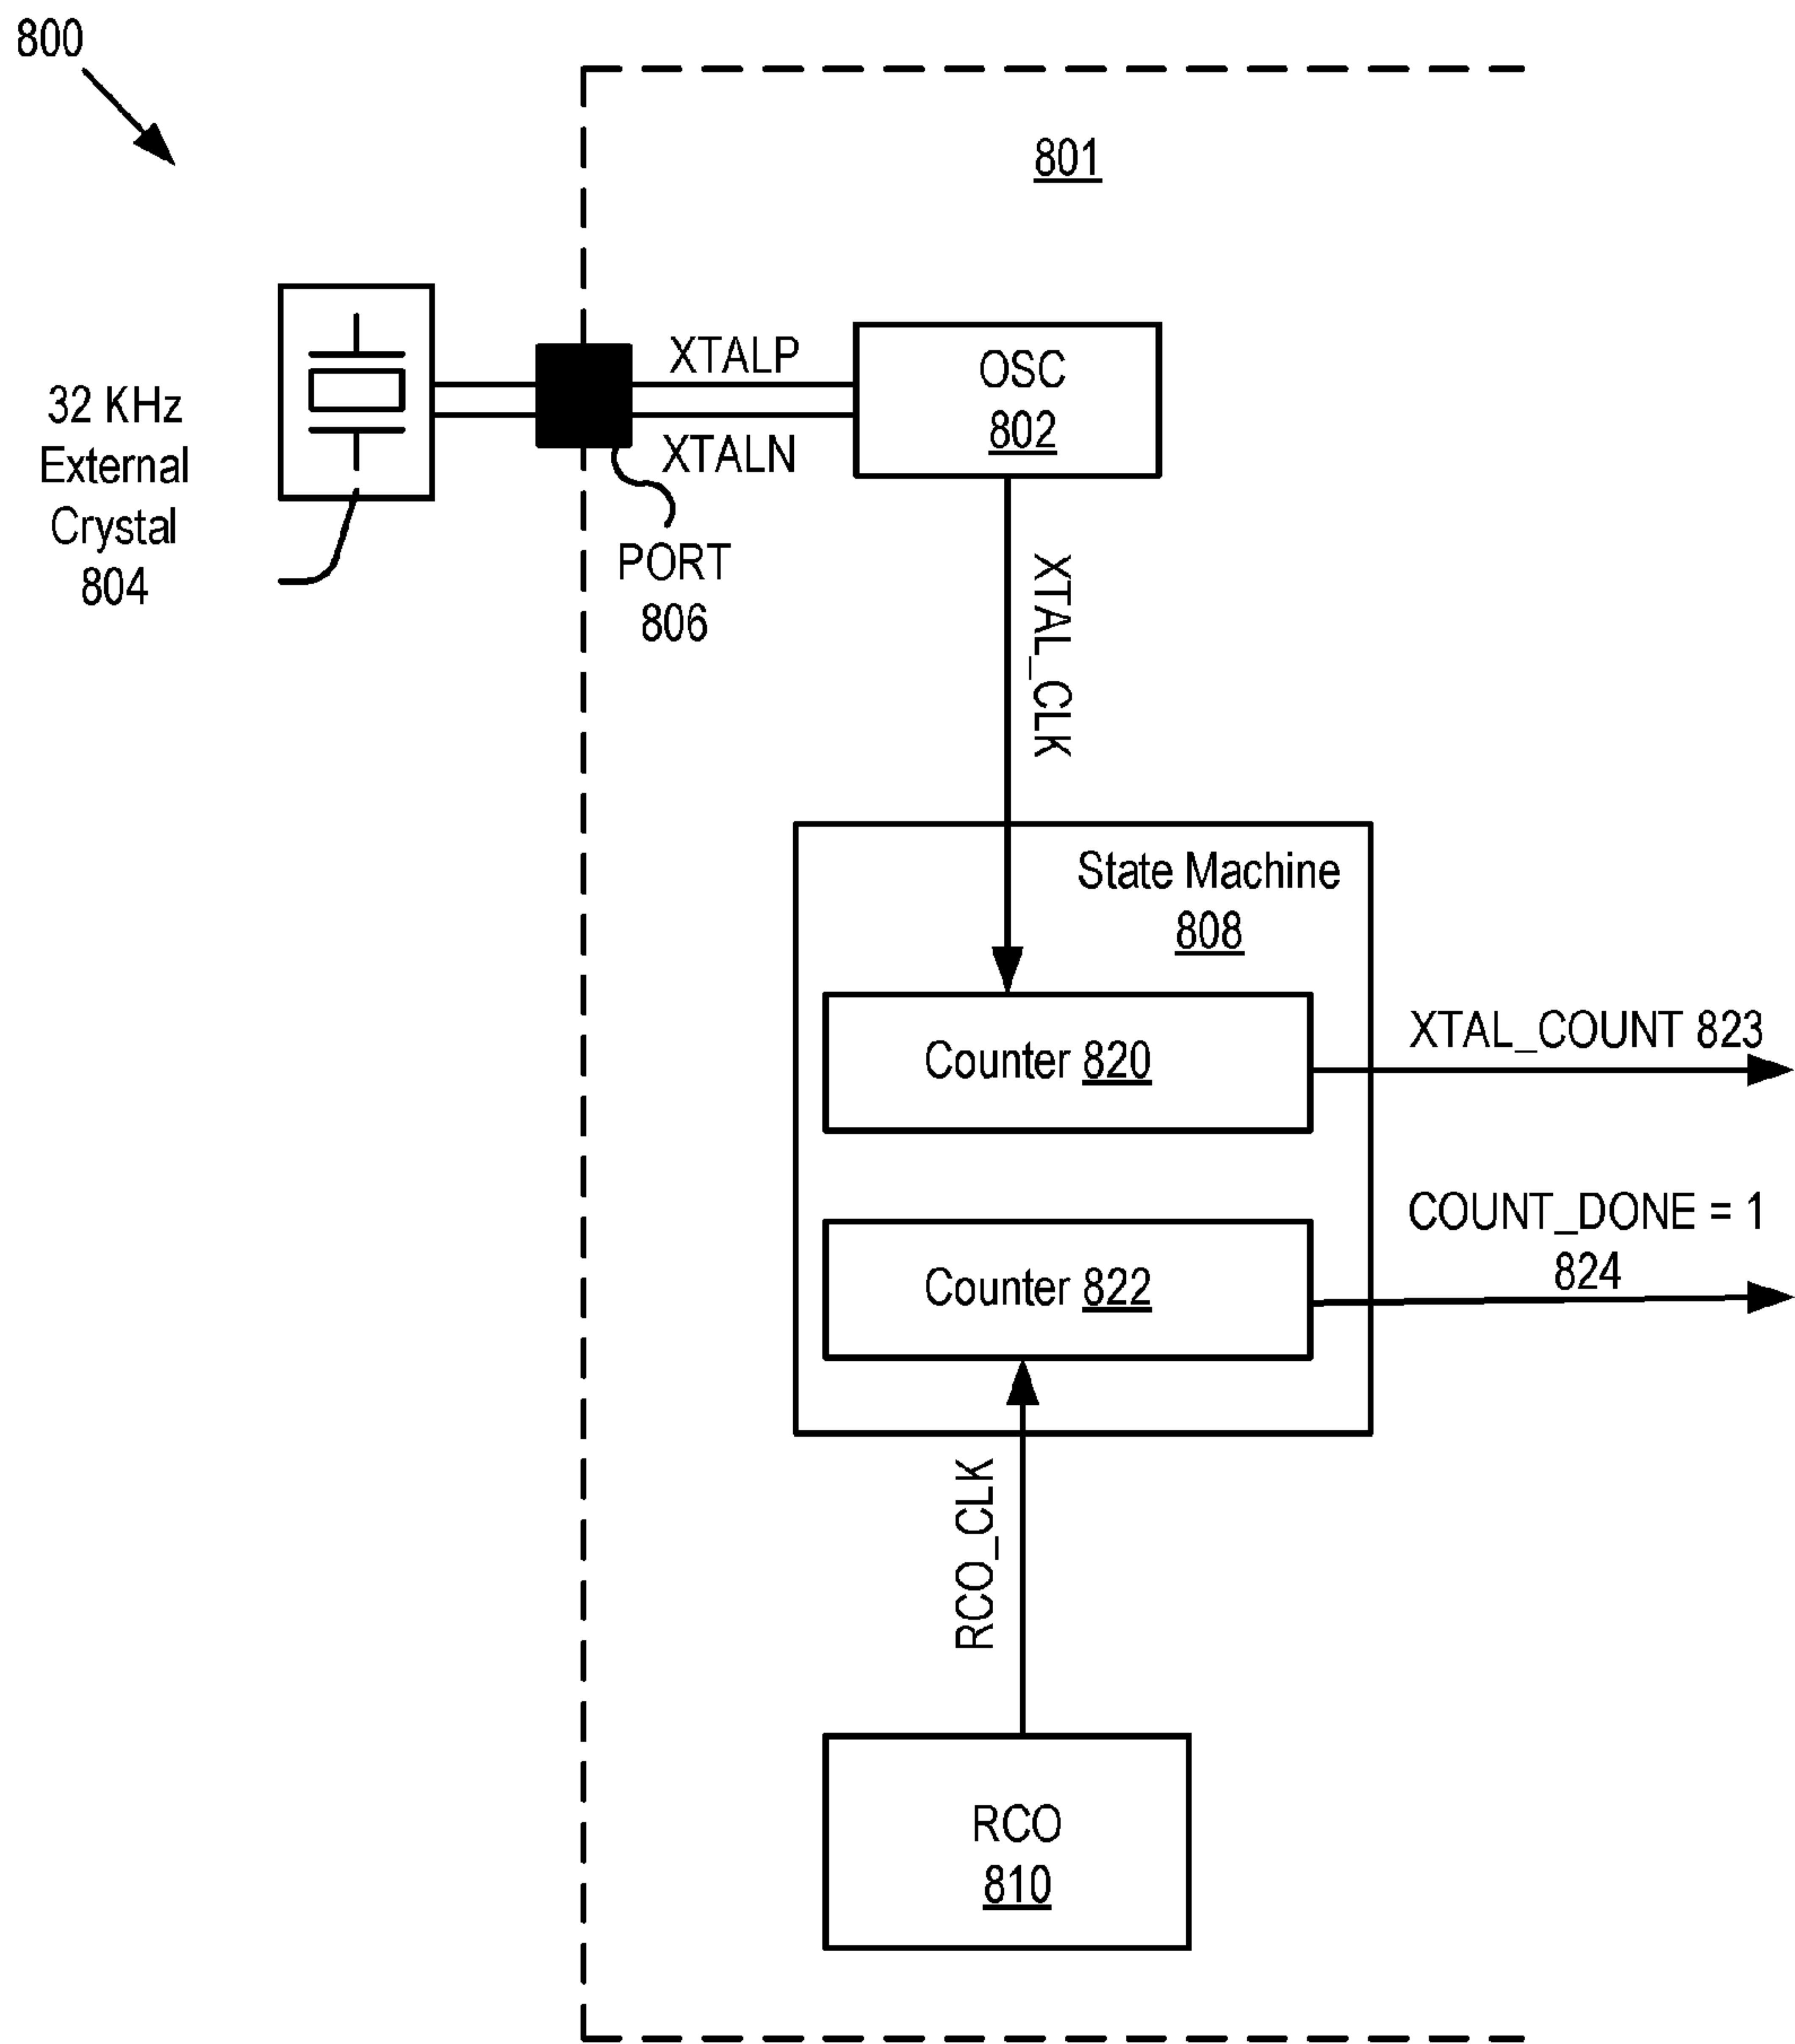 800
801
32 KHz
External
Crystal
804
XTALP
XTALN
PORT
806
OSC
802
XTAL_CLK
State Machine
808
Counter 820
XTAL_COUNT 823
Counter 822
COUNT_DONE = 1
824
RCO_CLK
RCO
810